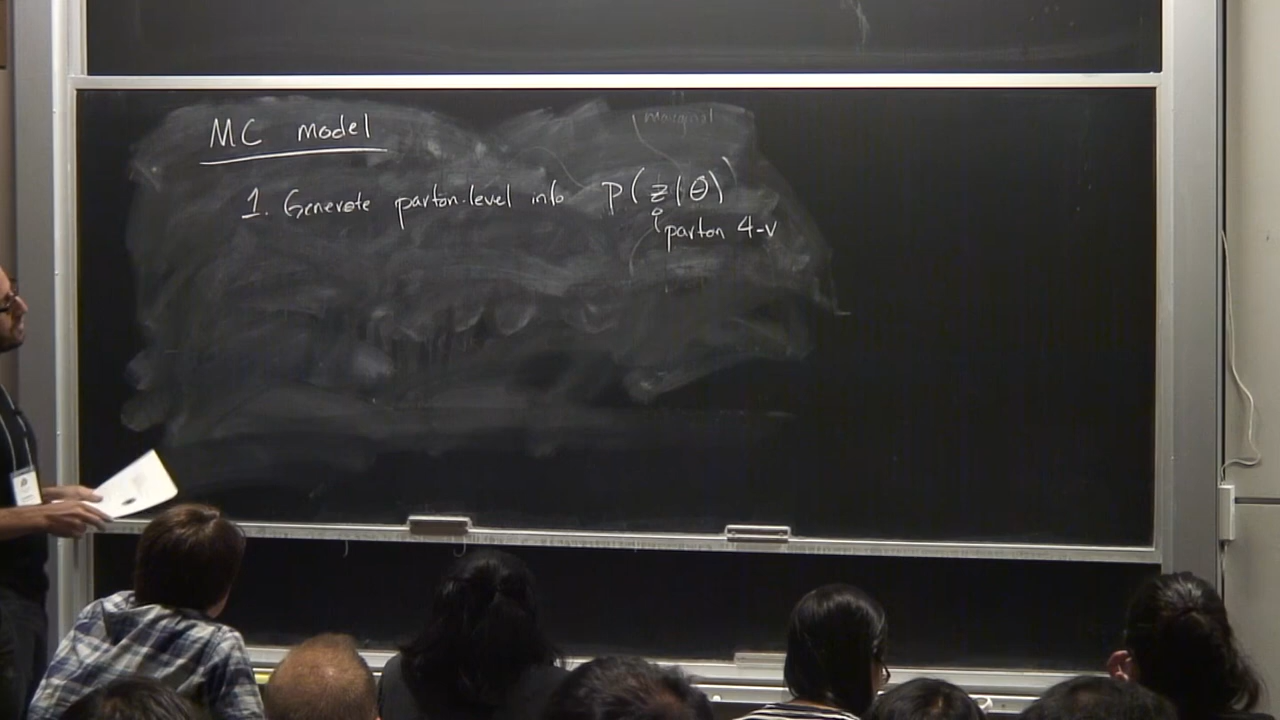 marginal
MC model
1. Generate parton-level info p(z|θ)
parton 4-v